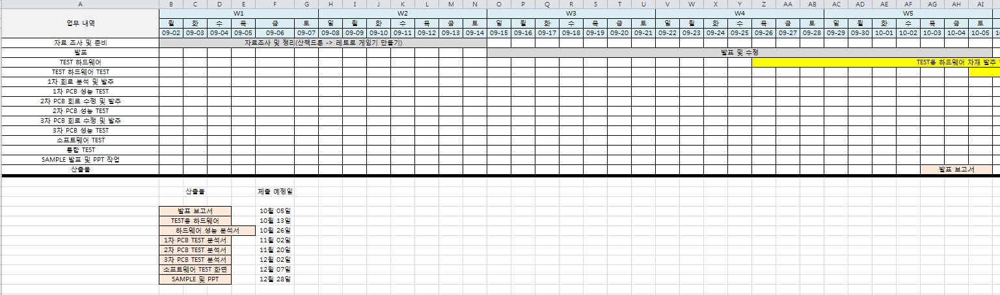 A B C D E F G H I J K L M N O P Q R S T U V W X Y Z AA AB AC AD AE AF AG AH AI
업무 내역 W1 W2 W3 W4 W5
월 화 수 목 금 토 일 월 화 수 목 금 토 일 월 화 수 목 금 토 일 월 화 수 목 금 토 일 월 화 수 목 금 토
09-02 09-03 09-04 09-05 09-06 09-07 09-08 09-09 09-10 09-11 09-12 09-13 09-14 09-15 09-16 09-17 09-18 09-19 09-20 09-21 09-22 09-23 09-24 09-25 09-26 09-27 09-28 09-29 09-30 10-01 10-02 10-03 10-04 10-05
자료 조사 및 준비 자료조사 및 정리(산책드론 -> 레트로 게임기 만들기)
발표 발표 및 수정
TEST 하드웨어 TEST용 하드웨어 자재 발주
TEST 하드웨어 TEST
1차 회로 분석 및 발주
1차 PCB 성능 TEST
2차 PCB 회로 수정 및 발주
2차 PCB 성능 TEST
3차 PCB 회로 수정 및 발주
3차 PCB 성능 TEST
소프트웨어 TEST
통합 TEST
SAMPLE 발표 및 PPT 작업
산출물 발표 보고서
산출물 제출 예정일
발표 보고서 10월 05일
TEST용 하드웨어 10월 13일
하드웨어 성능 분석서 10월 26일
1차 PCB TEST 분석서 11월 02일
2차 PCB TEST 분석서 11월 20일
3차 PCB TEST 분석서 12월 02일
소프트웨어 TEST 화면 12월 07일
SAMPLE 및 PPT 12월 28일